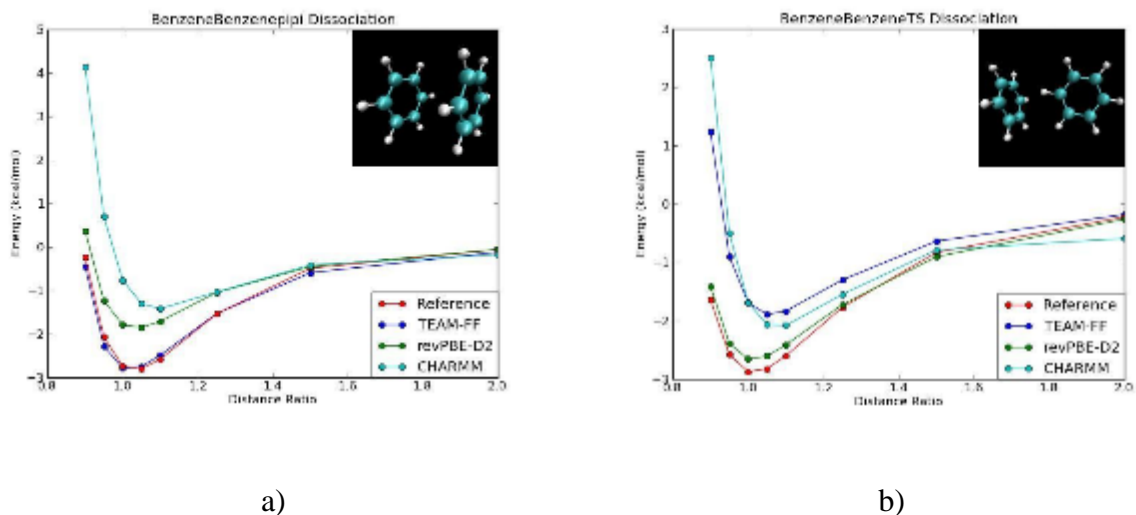 BenzeneBenzenepipi Dissociation
5
4
3
2
1
0
−1
−2
−3
Energy (kcal/mol)
0.8 1.0 1.2 1.4 1.6 1.8 2.0
Distance Ratio
Reference
TEAM-FF
revPBE-D2
CHARMM
a)
BenzeneBenzeneTS Dissociation
3
2
1
0
−1
−2
−3
Energy (kcal/mol)
0.8 1.0 1.2 1.4 1.6 1.8 2.0
Distance Ratio
Reference
TEAM-FF
revPBE-D2
CHARMM
b)